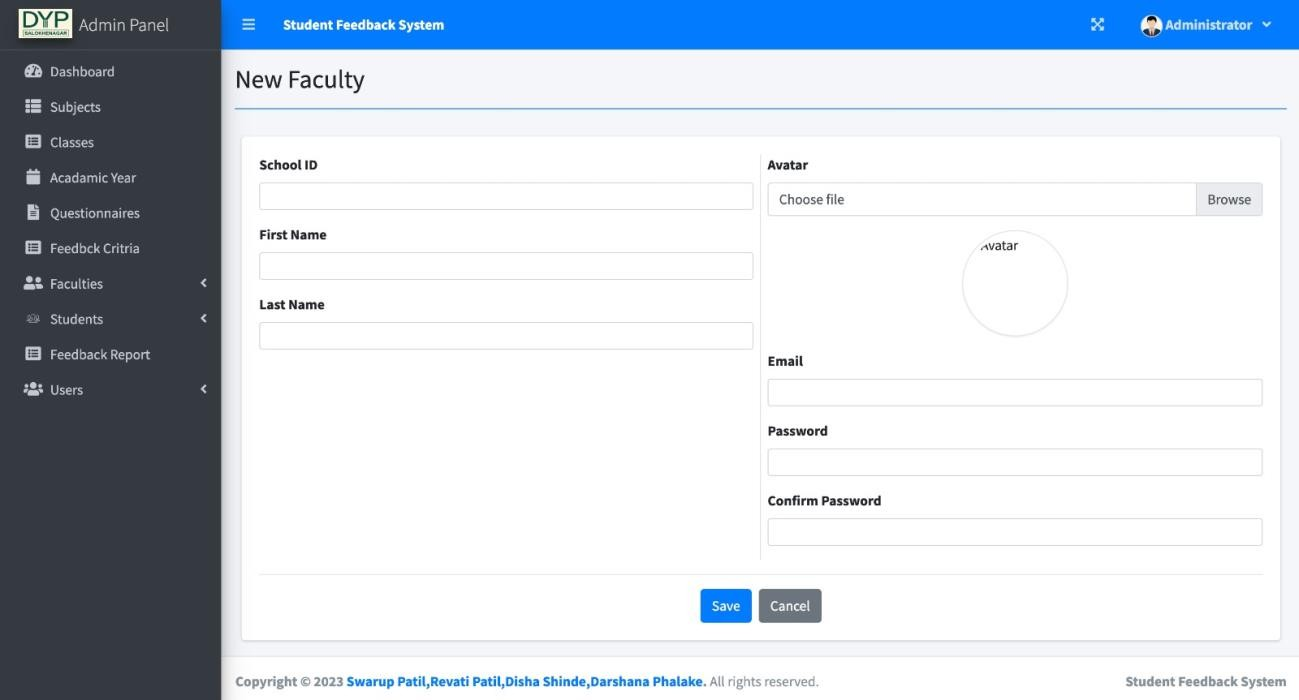 DYP
SALOKHENAGAR
Admin Panel
Student Feedback System
Administrator
Dashboard
Subjects
Classes
Acadamic Year
Questionnaires
Feedbck Critria
Faculties
Students
Feedback Report
Users
New Faculty
School ID
First Name
Last Name
Avatar
Choose file
Browse
Avatar
Email
Password
Confirm Password
Save
Cancel
Copyright © 2023 Swarup Patil,Revati Patil,Disha Shinde,Darshana Phalake. All rights reserved.
Student Feedback System